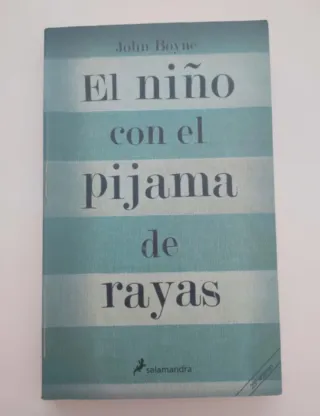 John Boyne
El niño
con el
pijama
de
rayas
salamandra